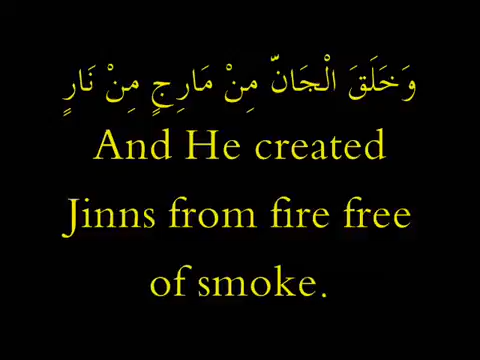 وَخَلَقَ الْجَانَّ مِنْ مَارِجٍ مِنْ نَارٍ
And He created
Jinns from fire free
of smoke.